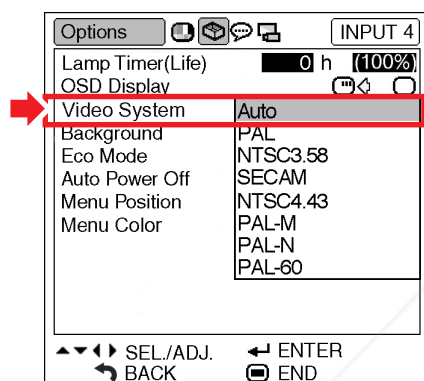 Options INPUT 4
Lamp Timer(Life) 0 h (100%)
OSD Display
Video System Auto
Background PAL
Eco Mode NTSC3.58
Auto Power Off SECAM
Menu Position NTSC4.43
Menu Color PAL-M
PAL-N
PAL-60
SEL./ADJ. ENTER
BACK END